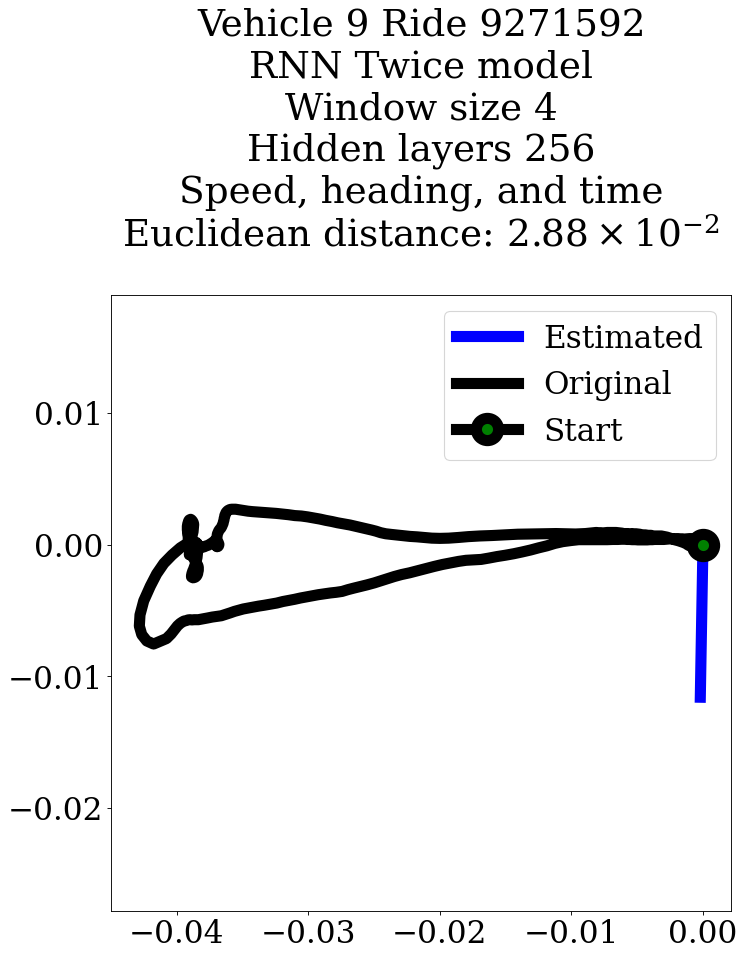 Vehicle 9 Ride 9271592
RNN Twice model
Window size 4
Hidden layers 256
Speed, heading, and time
Euclidean distance: 2.88 × 10⁻²
Estimated
Original
Start
0.01
0.00
−0.01
−0.02
−0.04 −0.03 −0.02 −0.01 0.00